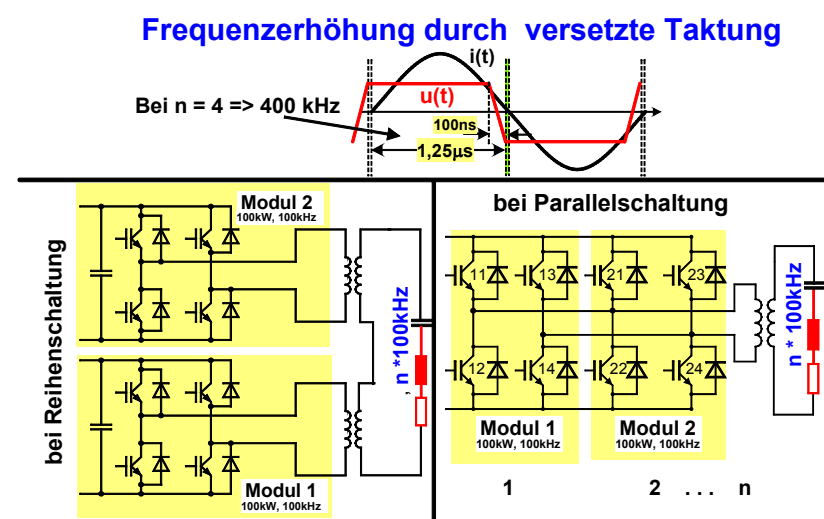 Frequenzerhöhung durch versetzte Taktung
i(t)
u(t)
Bei n = 4 => 400 kHz
100ns
1,25µs
bei Reihenschaltung
Modul 2
100kW, 100kHz
Modul 1
100kW, 100kHz
, n *100kHz
bei Parallelschaltung
11
13
21
23
12
14
22
24
n * 100kHz
Modul 1
100kW, 100kHz
Modul 2
100kW, 100kHz
1 2 . . . n